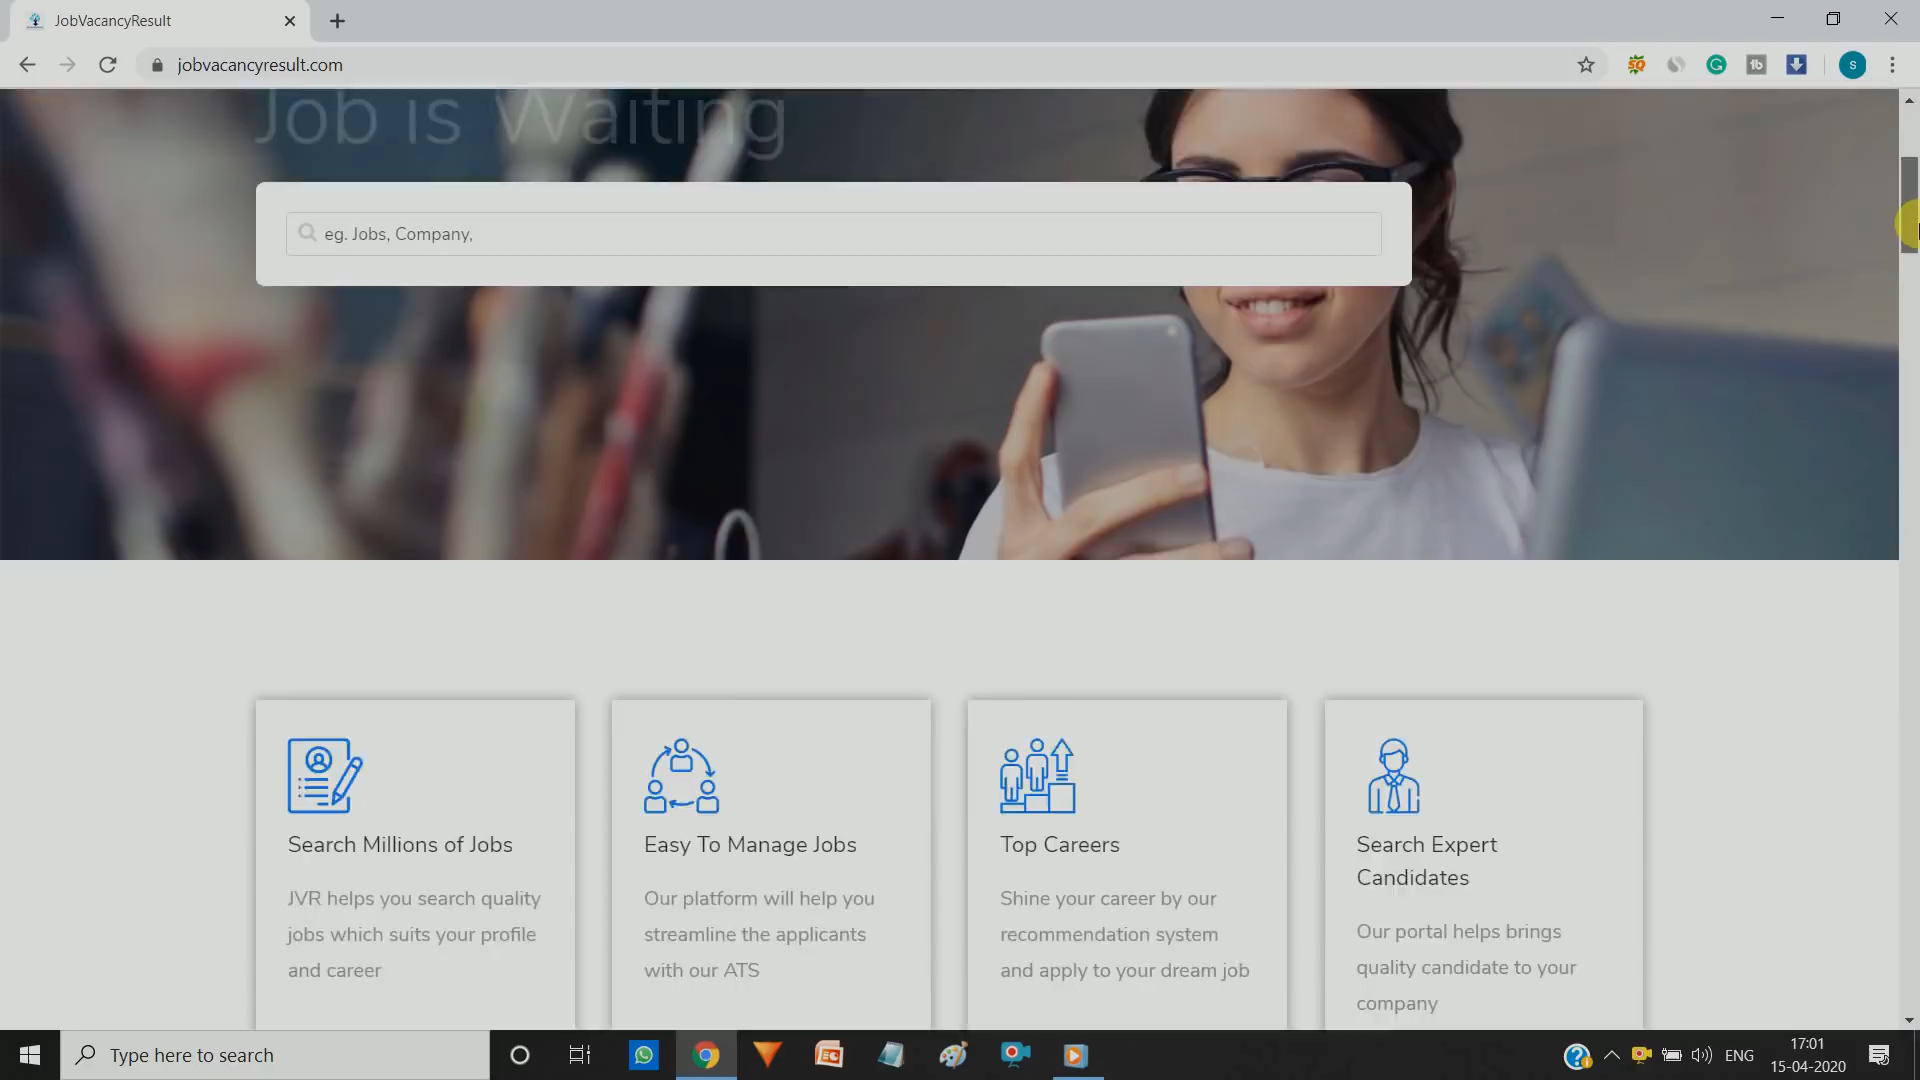 JobVacancyResult
jobvacancyresult.com
S
Job is Waiting
eg. Jobs, Company,
Search Millions of Jobs
JVR helps you search quality
jobs which suits your profile
and career
Easy To Manage Jobs
Our platform will help you
streamline the applicants
with our ATS
Top Careers
Shine your career by our
recommendation system
and apply to your dream job
Search Expert
Candidates
Our portal helps brings
quality candidate to your
company
Type here to search
ENG
17:01
15-04-2020